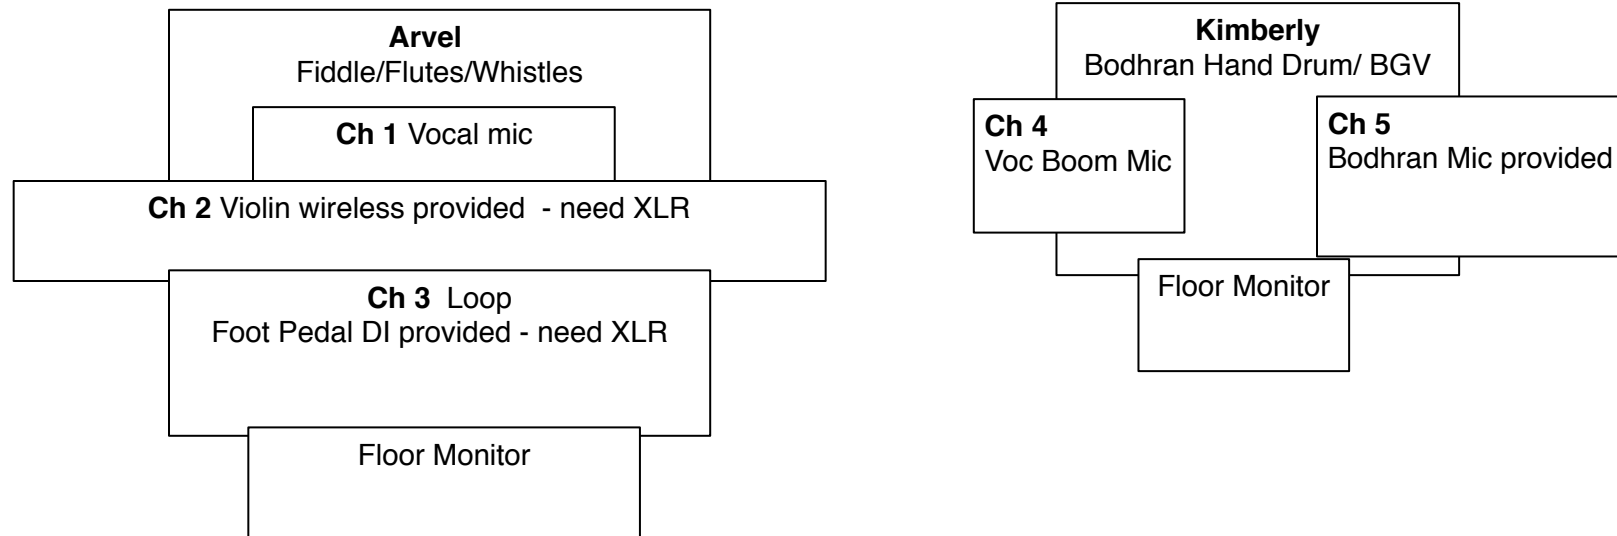 Arvel
Fiddle/Flutes/Whistles
Ch 1 Vocal mic
Ch 2 Violin wireless provided - need XLR
Ch 3 Loop
Foot Pedal DI provided - need XLR
Floor Monitor
Kimberly
Bodhran Hand Drum/ BGV
Ch 4
Voc Boom Mic
Ch 5
Bodhran Mic provided
Floor Monitor